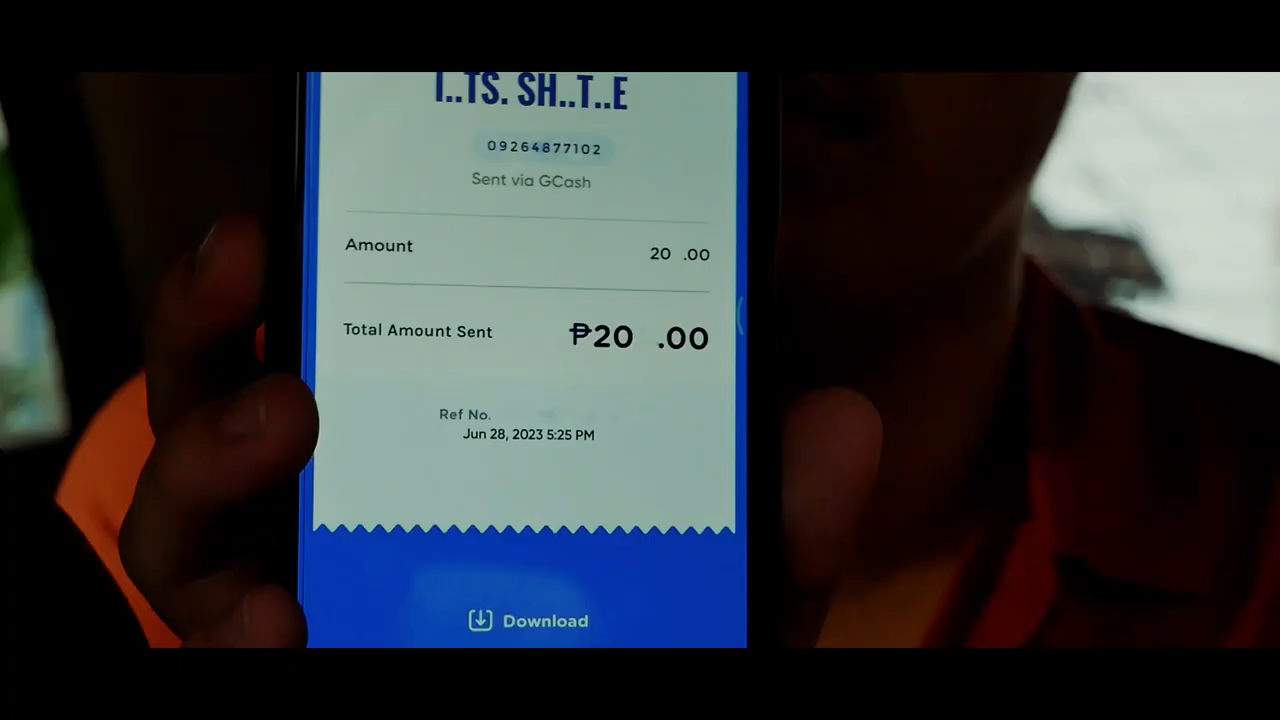 I..TS. SH..T..E
09264877102
Sent via GCash
Amount 20 .00
Total Amount Sent ₱20 .00
Ref No.
Jun 28, 2023 5:25 PM
Download